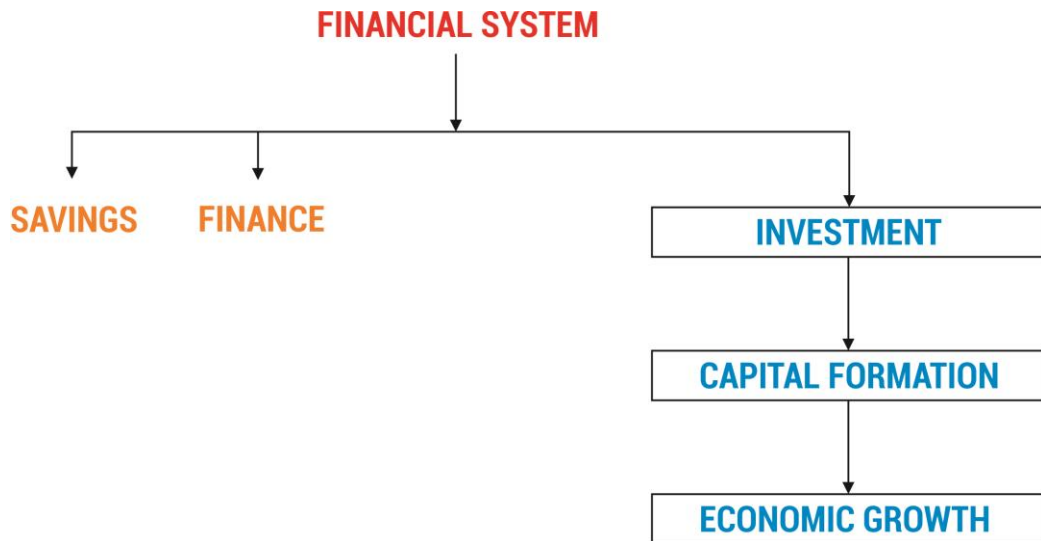 FINANCIAL SYSTEM
SAVINGS
FINANCE
INVESTMENT
CAPITAL FORMATION
ECONOMIC GROWTH